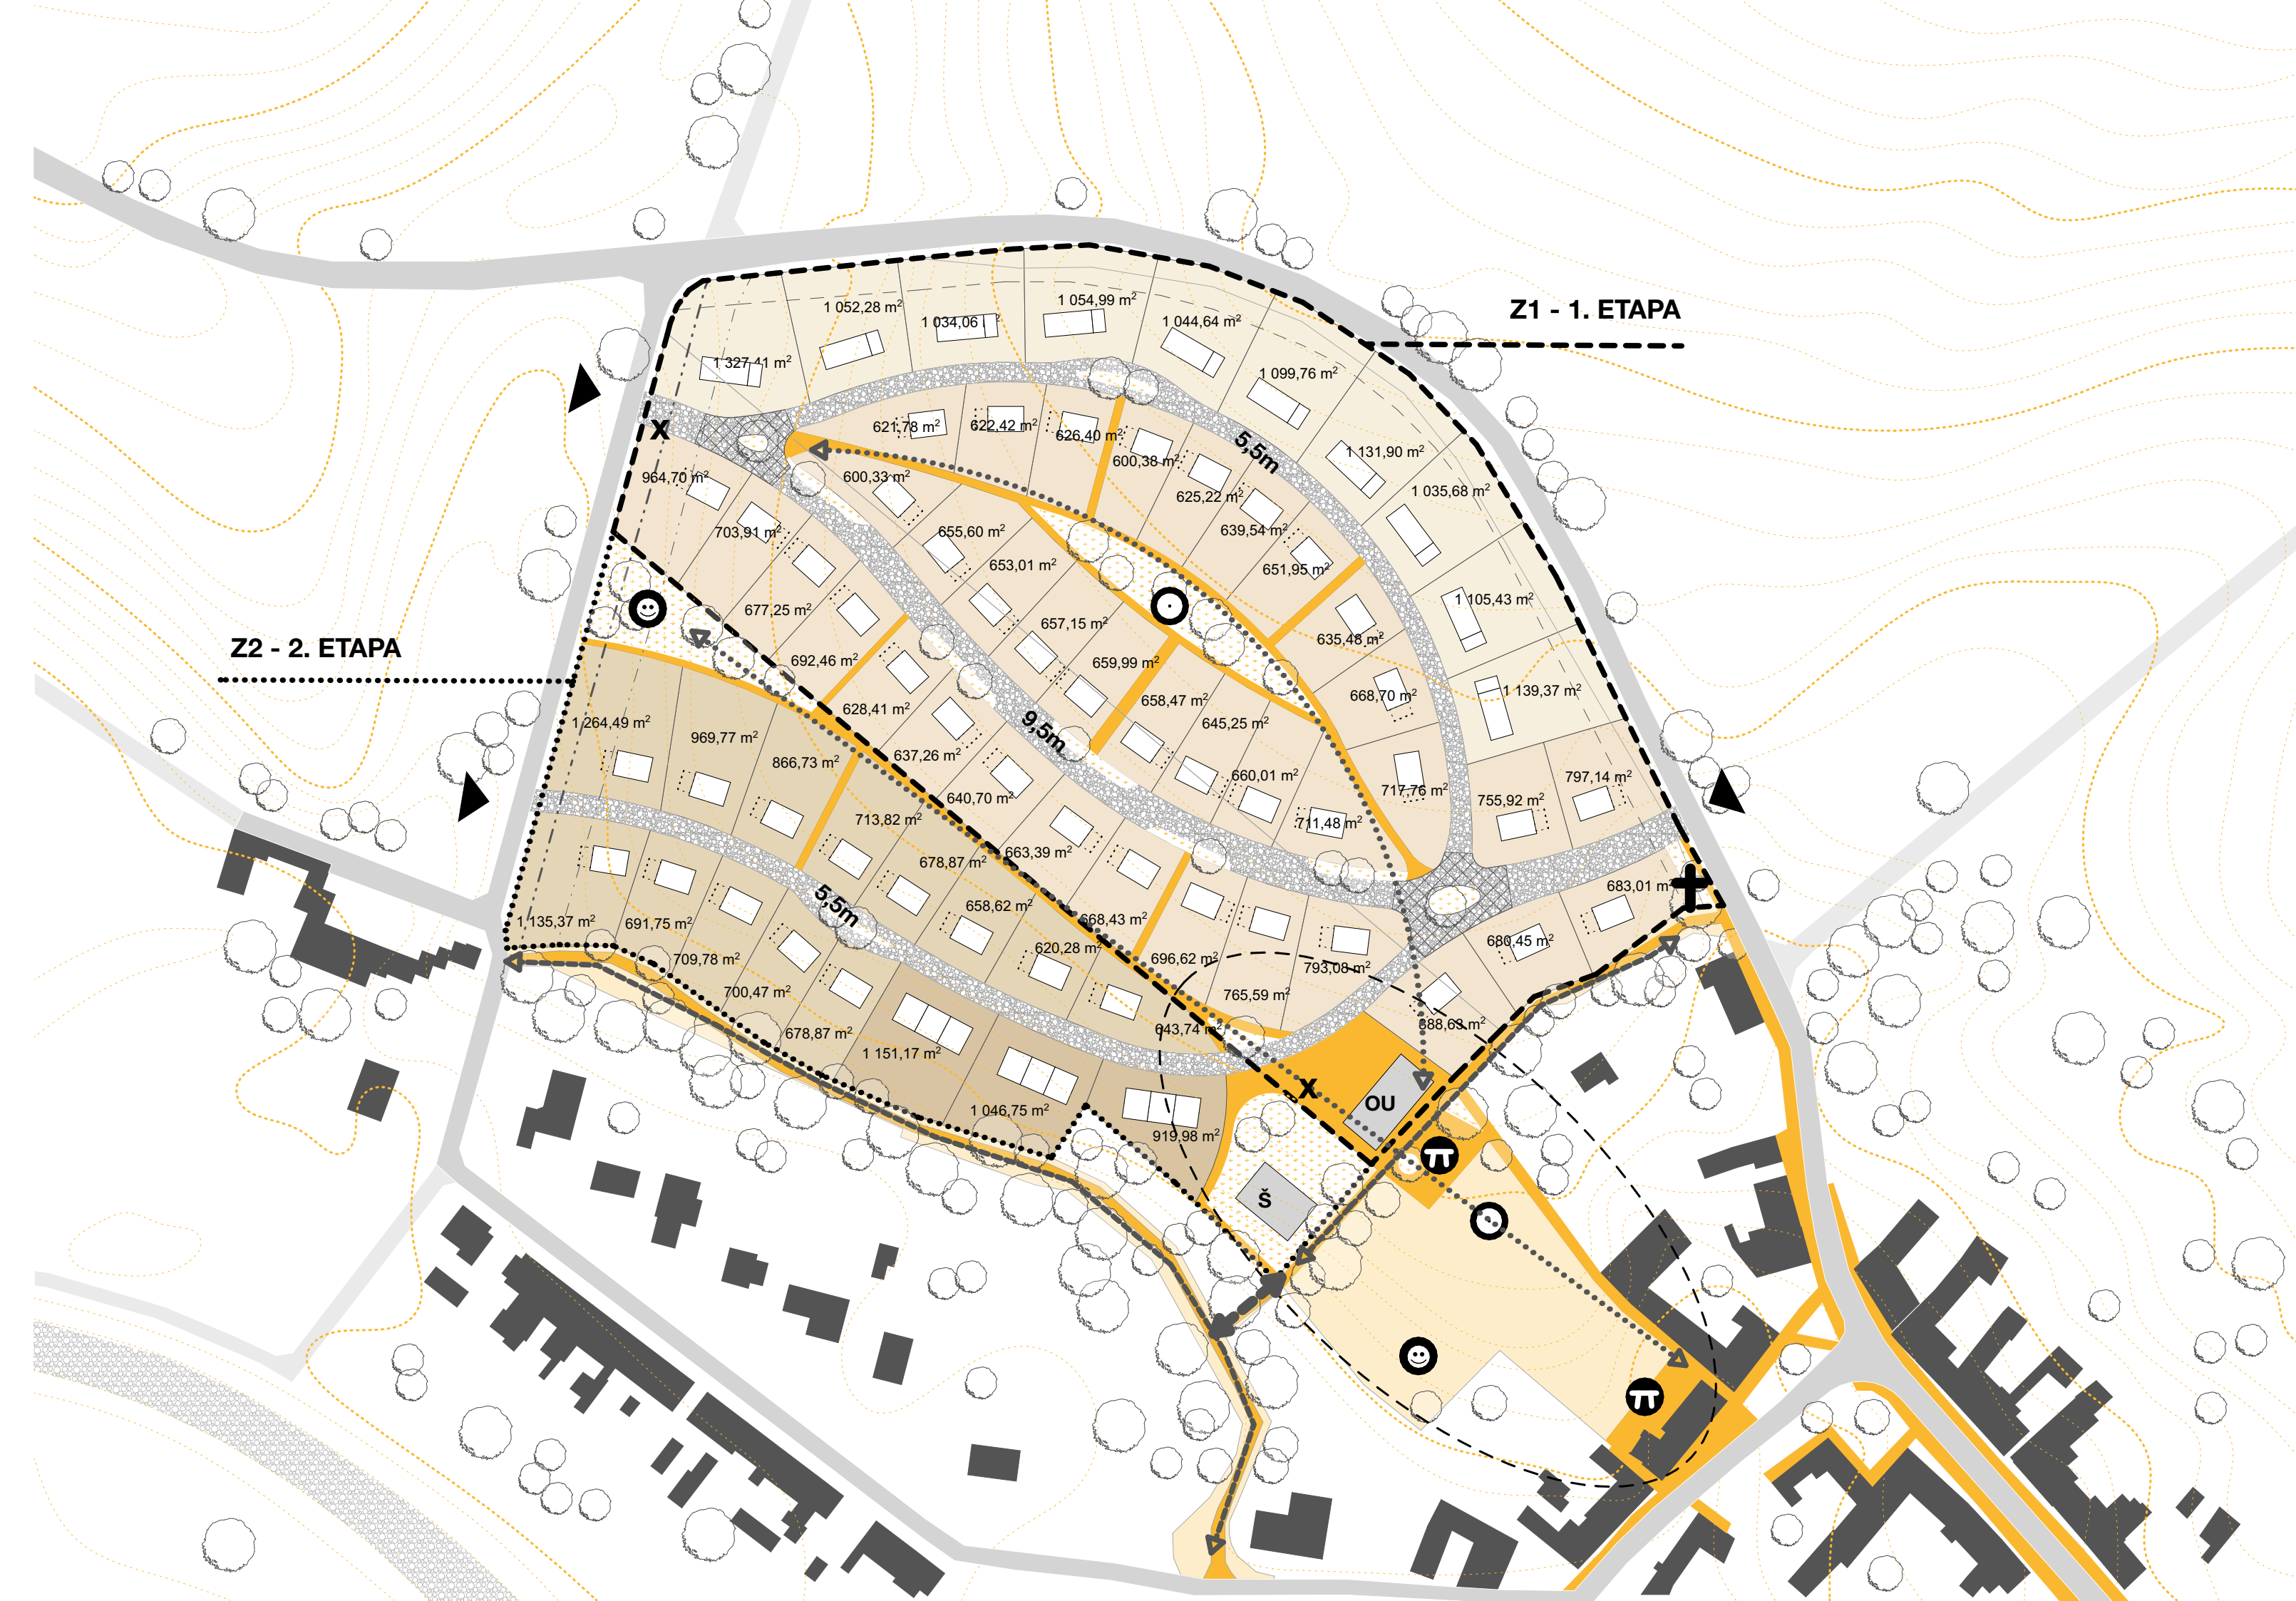 1 054,99 m²
1 052,28 m²
Z1 - 1. ETAPA
1 044,64 m²
1 327,41 m²
1 099,76 m²
621,78 m²
622,42 m²
626,40 m²
X
5,5m
1 131,90 m²
600,38 m²
964,70 m²
600,33 m²
1 035,68 m²
625,22 m²
703,91 m²
655,60 m²
639,54 m²
653,01 m²
651,95 m²
1 105,43 m²
677,25 m²
657,15 m²
635,48 m²
Z2 - 2. ETAPA
692,46 m²
659,99 m²
1 139,37 m²
668,70 m²
658,47 m²
628,41 m²
1 264,49 m²
645,25 m²
969,77 m²
9,5m
637,26 m²
866,73 m²
660,01 m²
797,14 m²
717,76 m²
640,70 m²
755,92 m²
713,82 m²
711,48 m²
663,39 m²
678,87 m²
683,01 m²
5,5m
658,62 m²
668,43 m²
1 135,37 m²
691,75 m²
680,45 m²
620,28 m²
709,78 m²
696,62 m²
793,08 m²
700,47 m²
765,59 m²
643,74 m²
678,87 m²
1 151,17 m²
X
OU
1 046,75 m²
919,98 m²
Š